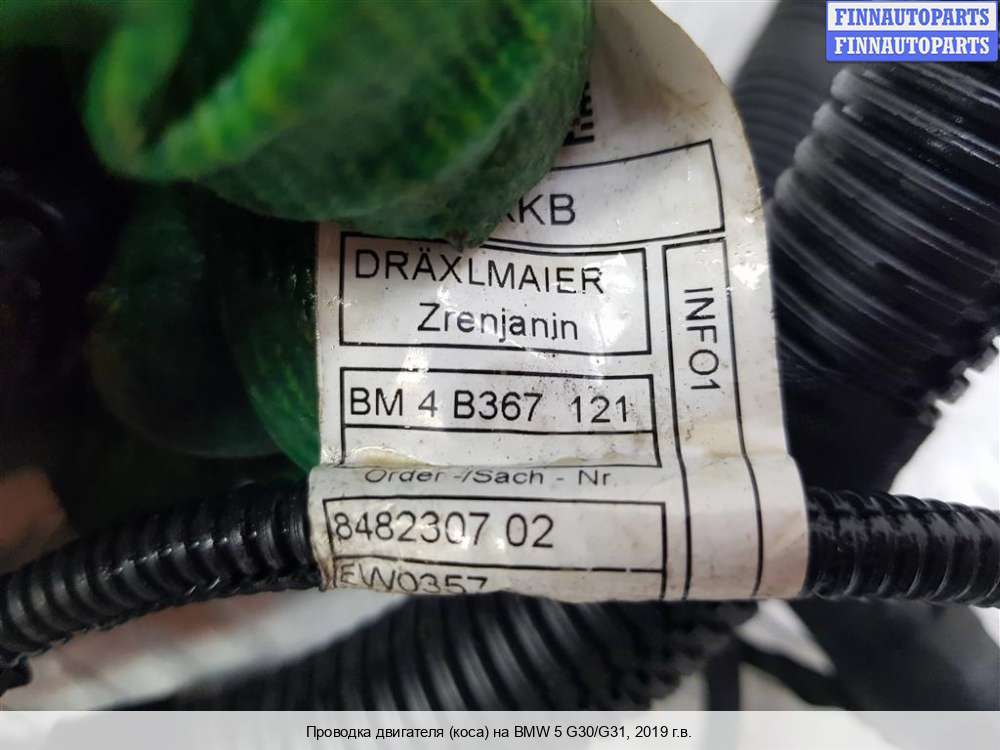 FINNAUTOPARTS
FINNAUTOPARTS
KB
DRÄXLMAIER
Zrenjanin
INFO1
BM 4 B367 121
Order -/Sach - Nr.
8482307 02
EW0357
Проводка двигателя (коса) на BMW 5 G30/G31, 2019 г.в.